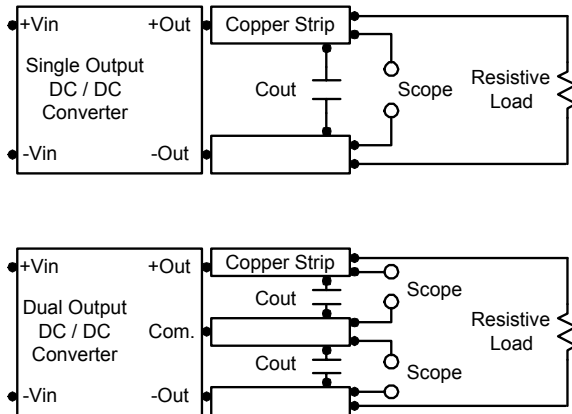 +Vin +Out Copper Strip
Single Output
DC / DC
Converter
Cout
Scope
Resistive
Load
-Vin -Out
+Vin +Out Copper Strip
Cout
Scope
Dual Output
DC / DC
Converter
Com.
Resistive
Load
Cout
Scope
-Vin -Out